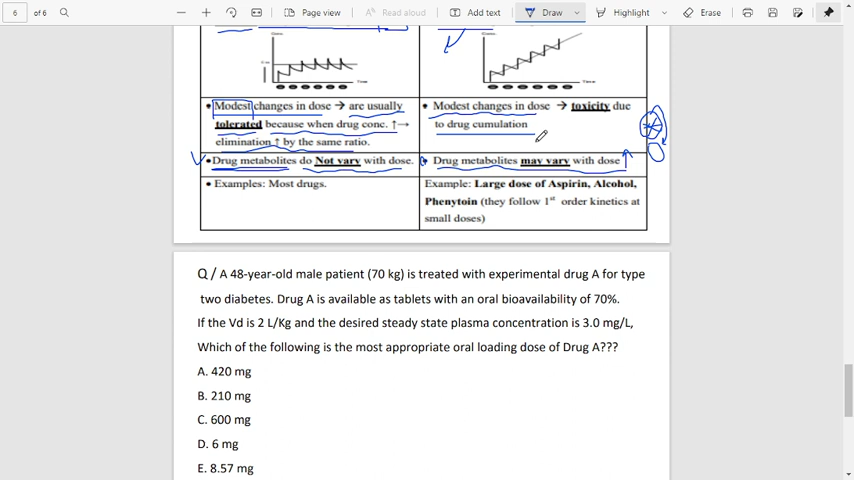 6 of 6 Page view Read aloud Add text Draw Highlight Erase
• Modest changes in dose → are usually
tolerated because when drug conc. ↑→
elimination ↑ by the same ratio.
• Modest changes in dose → toxicity due
to drug cumulation
• Drug metabolites do Not vary with dose.
• Drug metabolites may vary with dose
• Examples: Most drugs.
Example: Large dose of Aspirin, Alcohol,
Phenytoin (they follow 1st order kinetics at
small doses)
Q / A 48-year-old male patient (70 kg) is treated with experimental drug A for type
two diabetes. Drug A is available as tablets with an oral bioavailability of 70%.
If the Vd is 2 L/Kg and the desired steady state plasma concentration is 3.0 mg/L,
Which of the following is the most appropriate oral loading dose of Drug A???
A. 420 mg
B. 210 mg
C. 600 mg
D. 6 mg
E. 8.57 mg